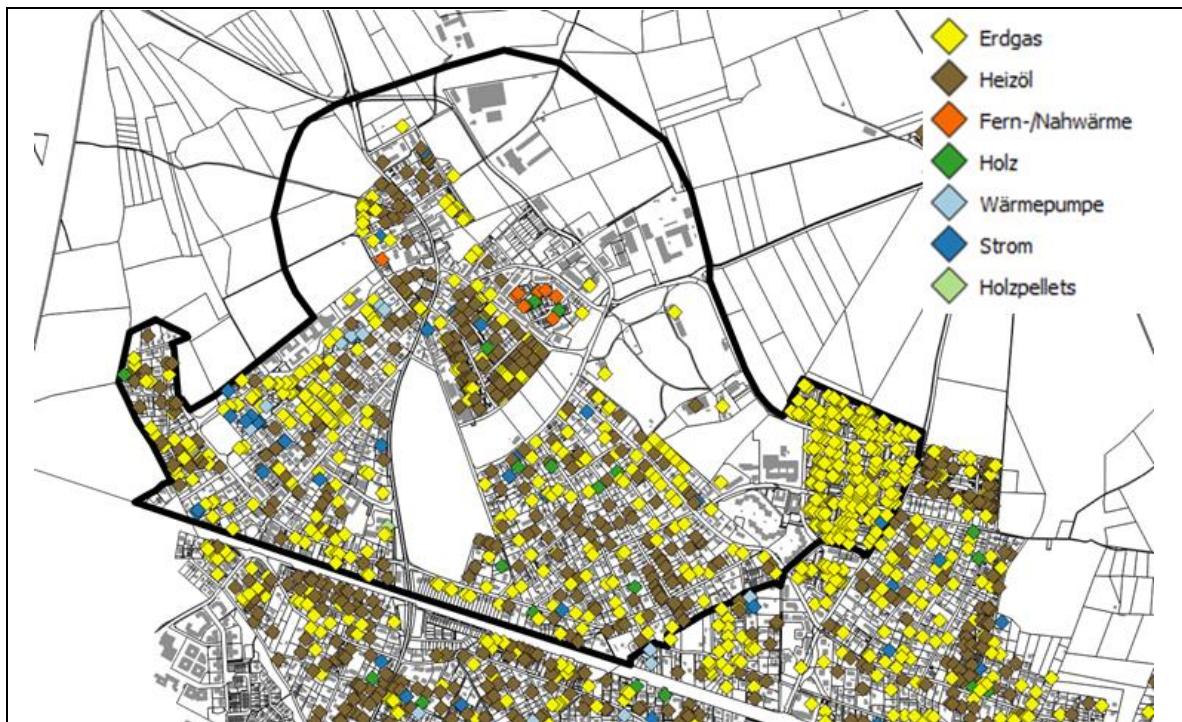 Erdgas
Heizöl
Fern-/Nahwärme
Holz
Wärmepumpe
Strom
Holzpellets